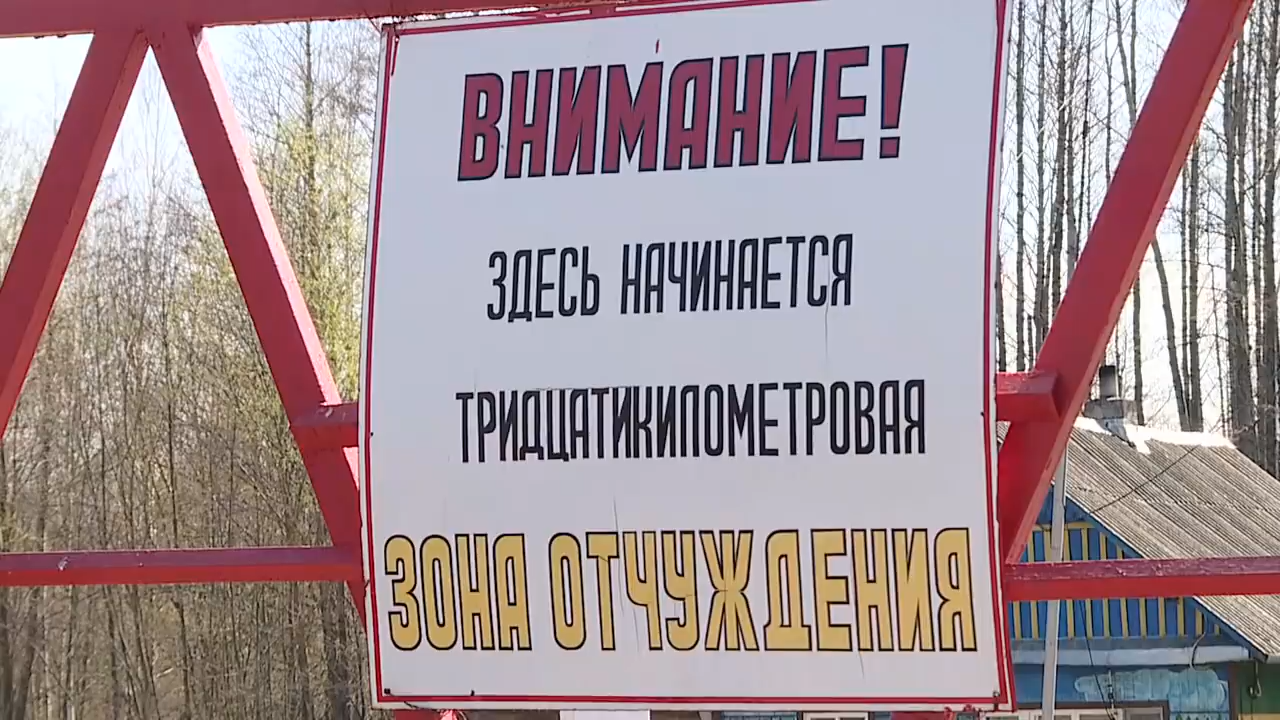 ВНИМАНИЕ!
ЗДЕСЬ НАЧИНАЕТСЯ
ТРИДЦАТИКИЛОМЕТРОВАЯ
ЗОНА ОТЧУЖДЕНИЯ